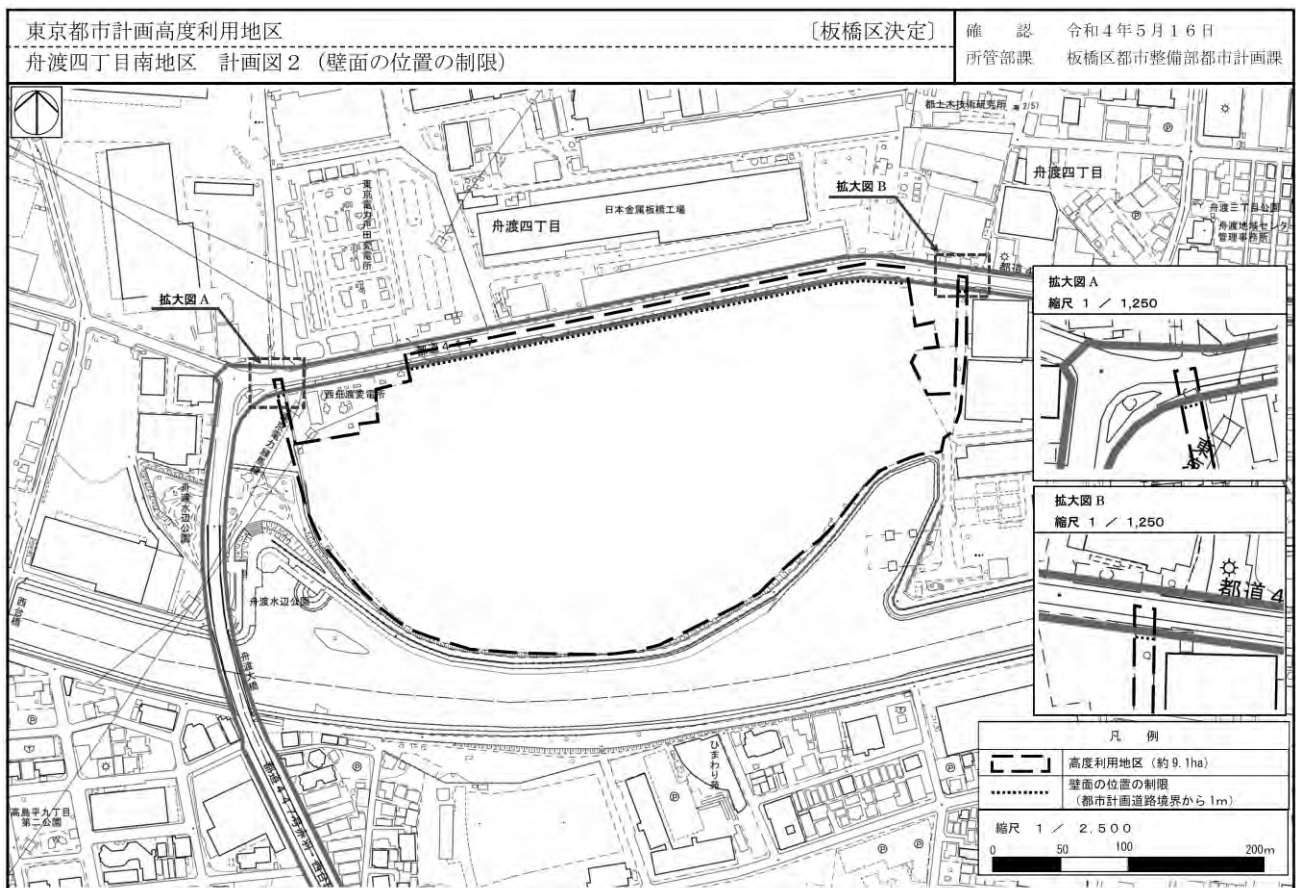 東京都市計画高度利用地区
〔板橋区決定〕
舟渡四丁目南地区 計画図2(壁面の位置の制限)
確 認 令和4年5月16日
所管部課 板橋区都市整備部都市計画課
舟渡四丁目
舟渡三丁目公園
舟渡地域センター
管理事務所
拡大図B
日本金属板橋工場
舟渡四丁目
都道4
拡大図A
都道447
西舟渡変電所
舟渡水辺公園
舟渡水辺公園
西台橋
舟渡大橋
ひまわり苑
高島平九丁目
第二公園
拡大図A
縮尺 1 / 1,250
拡大図B
縮尺 1 / 1,250
都道4
凡 例
高度利用地区(約9.1ha)
壁面の位置の制限
(都市計画道路境界から1m)
縮尺 1 / 2,500
0 50 100 200m